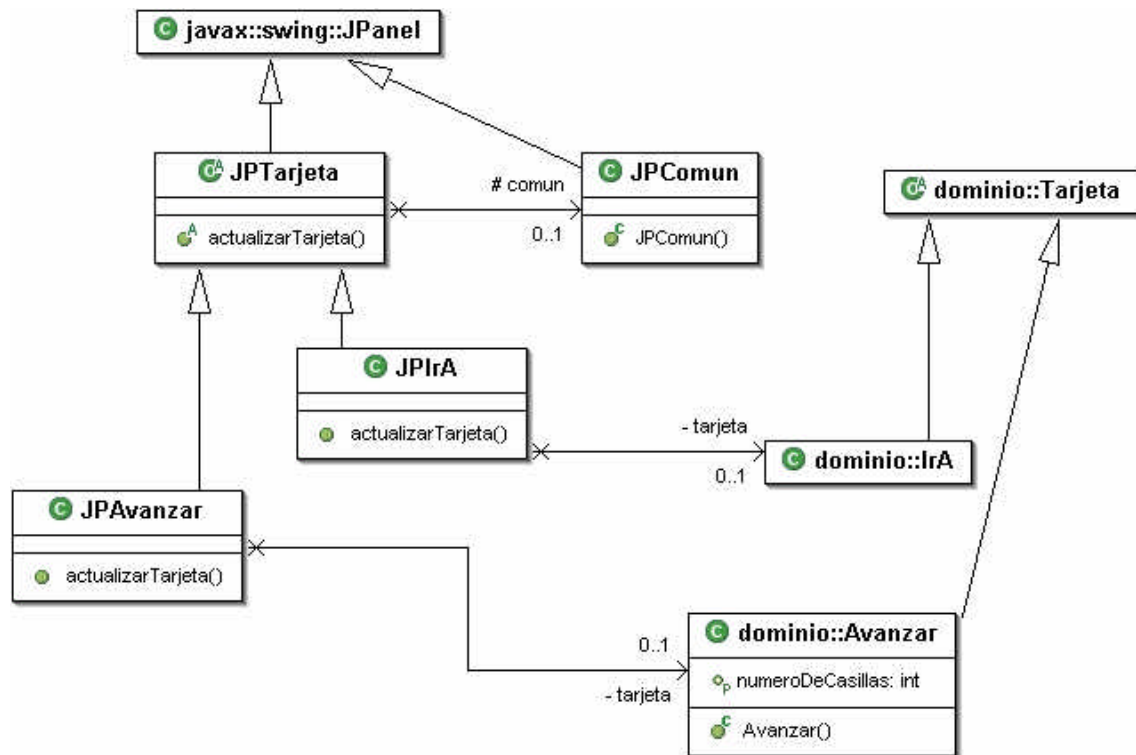 javax::swing::JPanel
JPTarjeta
actualizarTarjeta()
# comun
0..1
JPComun
JPComun()
dominio::Tarjeta
JPIrA
actualizarTarjeta()
- tarjeta
0..1
dominio::IrA
JPAvanzar
actualizarTarjeta()
0..1
- tarjeta
dominio::Avanzar
numeroDeCasillas: int
Avanzar()